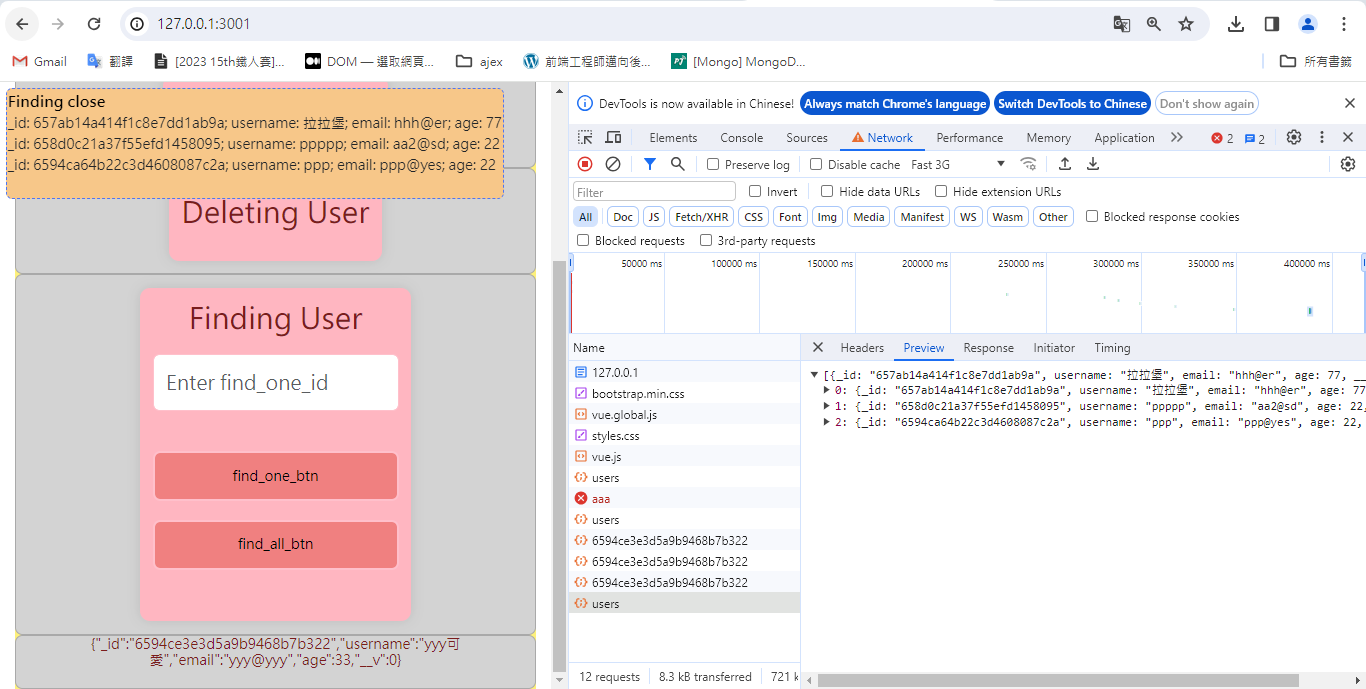 127.0.0.1:3001
Gmail
翻譯
[2023 15th鐵人賽]...
DOM — 選取網頁...
ajex
前端工程師邁向後...
[Mongo] MongoD...
所有書籤
Finding close
_id: 657ab14a414f1c8e7dd1ab9a; username: 拉拉堡; email: hhh@er; age: 77
_id: 658d0c21a37f55efd1458095; username: ppppp; email: aa2@sd; age: 22
_id: 6594ca64b22c3d4608087c2a; username: ppp; email: ppp@yes; age: 22
Deleting User
Finding User
Enter find_one_id
find_one_btn
find_all_btn
{"_id":"6594ce3e3d5a9b9468b7b322","username":"yyy可
愛","email":"yyy@yyy","age":33,"__v":0}
DevTools is now available in Chinese! Always match Chrome's language Switch DevTools to Chinese Don't show again
Elements Console Sources Network Performance Memory Application 2 2
Preserve log Disable cache Fast 3G
Filter Invert Hide data URLs Hide extension URLs
All Doc JS Fetch/XHR CSS Font Img Media Manifest WS Wasm Other Blocked response cookies
Blocked requests 3rd-party requests
50000 ms 100000 ms 150000 ms 200000 ms 250000 ms 300000 ms 350000 ms 400000 ms
Name
127.0.0.1
bootstrap.min.css
vue.global.js
styles.css
vue.js
users
aaa
users
6594ce3e3d5a9b9468b7b322
6594ce3e3d5a9b9468b7b322
6594ce3e3d5a9b9468b7b322
users
12 requests 8.3 kB transferred 721 k
Headers Preview Response Initiator Timing
[{_id: "657ab14a414f1c8e7dd1ab9a", username: "拉拉堡", email: "hhh@er", age: 77, __
0: {_id: "657ab14a414f1c8e7dd1ab9a", username: "拉拉堡", email: "hhh@er", age: 77
1: {_id: "658d0c21a37f55efd1458095", username: "ppppp", email: "aa2@sd", age: 22,
2: {_id: "6594ca64b22c3d4608087c2a", username: "ppp", email: "ppp@yes", age: 22,